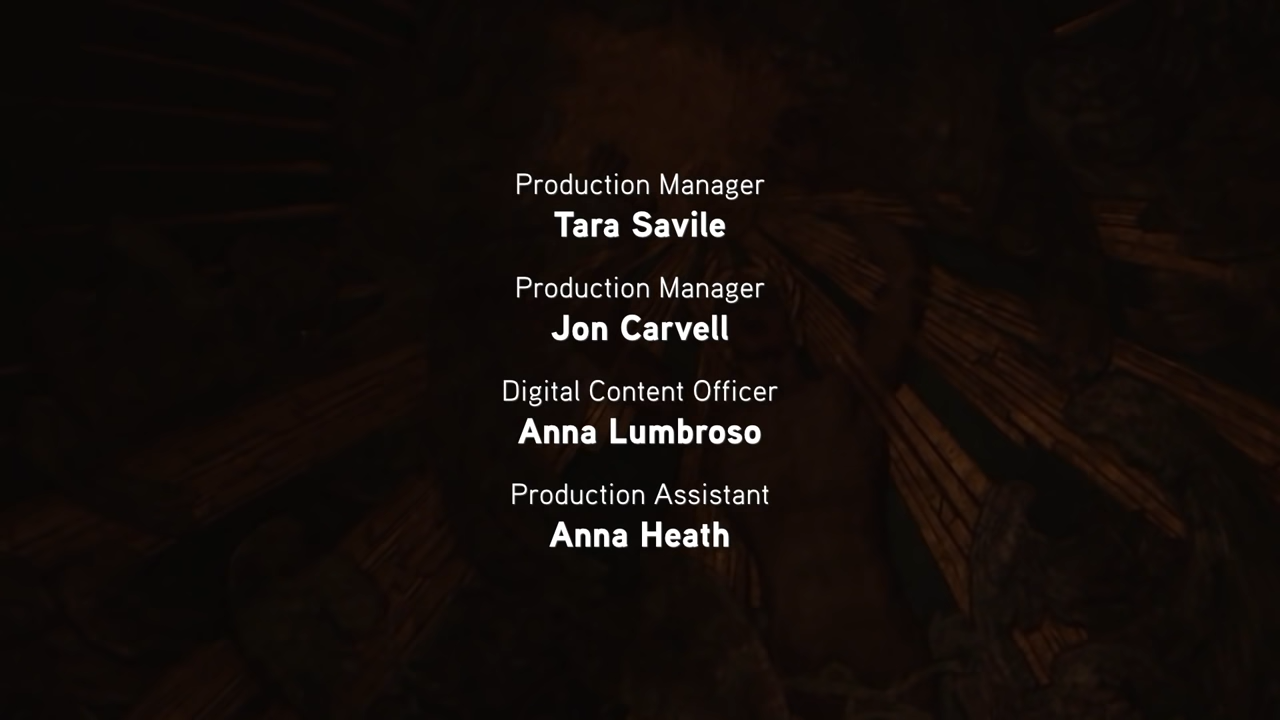 Production Manager
Tara Savile
Production Manager
Jon Carvell
Digital Content Officer
Anna Lumbroso
Production Assistant
Anna Heath